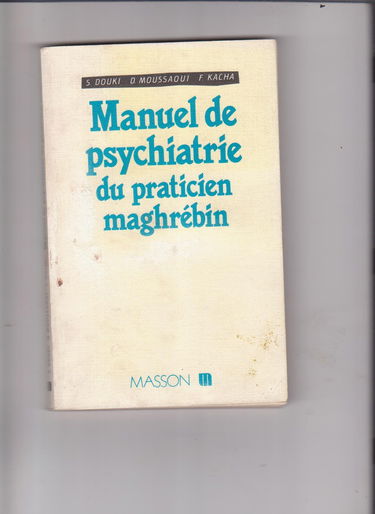 S. DOUKI D. MOUSSAOUI F. KACHA
Manuel de
psychiatrie
du praticien
maghrébin
MASSON